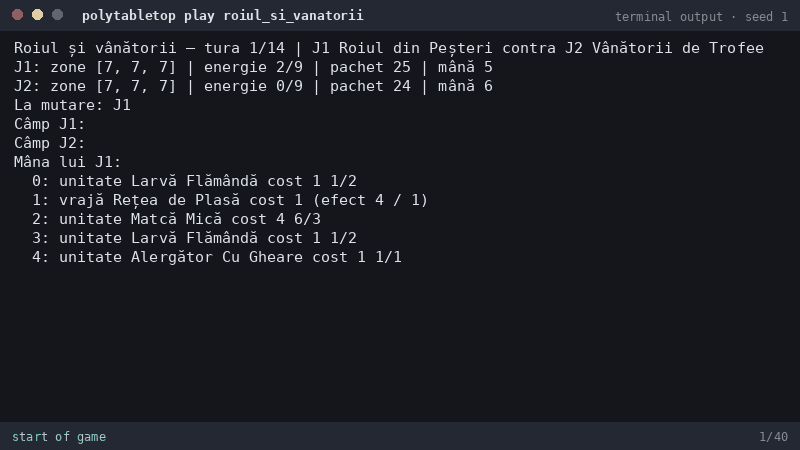 polytabletop play roiul_si_vanatorii
terminal output · seed 1
Roiul și vânătorii — tura 1/14 | J1 Roiul din Peșteri contra J2 Vânătorii de Trofee
J1: zone [7, 7, 7] | energie 2/9 | pachet 25 | mână 5
J2: zone [7, 7, 7] | energie 0/9 | pachet 24 | mână 6
La mutare: J1
Câmp J1:
Câmp J2:
Mâna lui J1:
0: unitate Larvă Flămândă cost 1 1/2
1: vrajă Rețea de Plasă cost 1 (efect 4 / 1)
2: unitate Matcă Mică cost 4 6/3
3: unitate Larvă Flămândă cost 1 1/2
4: unitate Alergător Cu Gheare cost 1 1/1
start of game
1/40